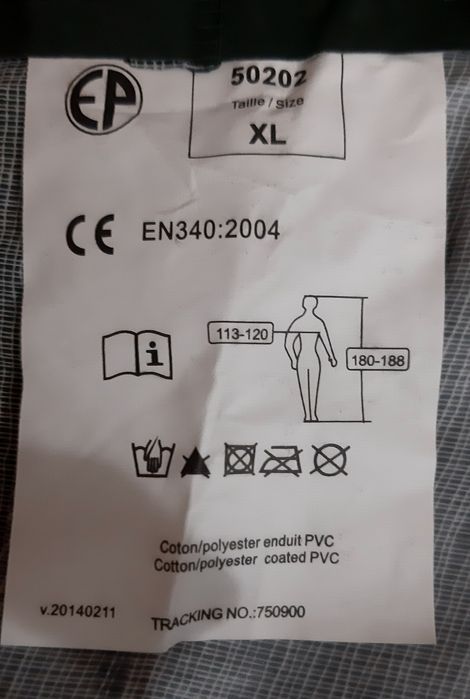 EP
50202
Taille / Size
XL
CE EN340:2004
113-120
180-188
i
Coton/polyester enduit PVC
Cotton/polyester coated PVC
v.20140211 TRACKING NO.:750900